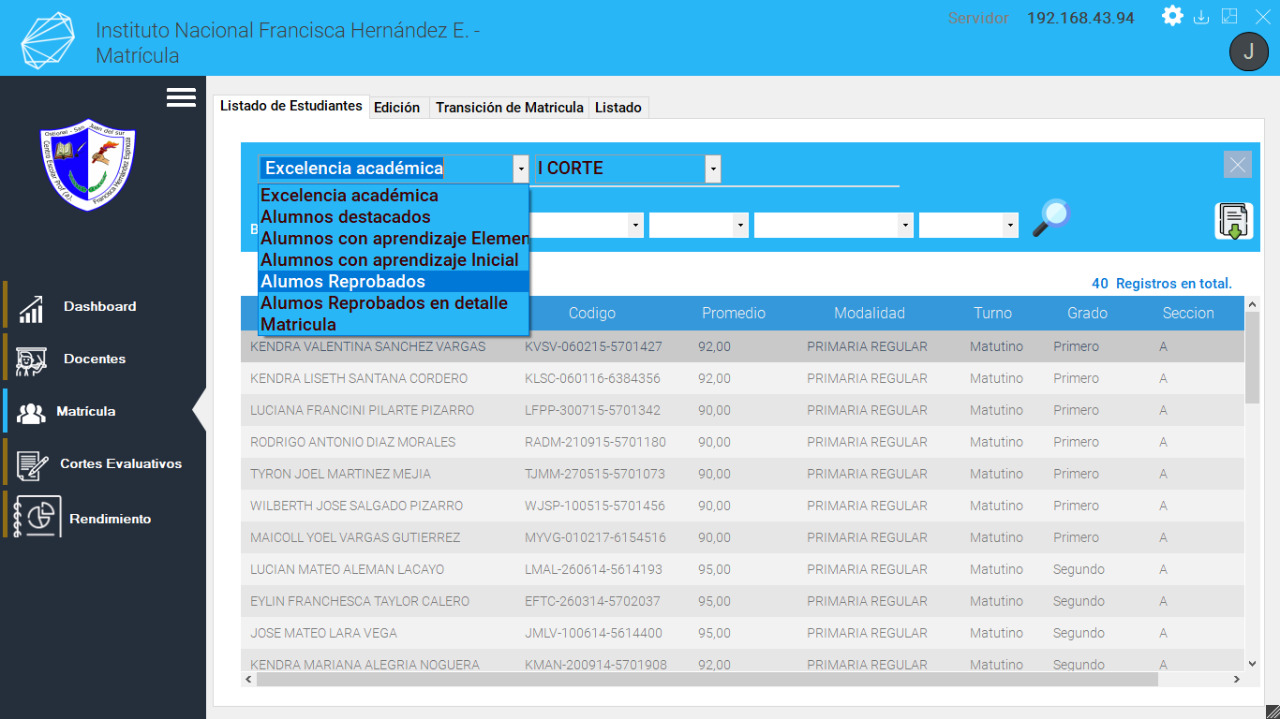 Instituto Nacional Francisca Hernández E. -
Matrícula
Servidor 192.168.43.94
J
Centro Escolar Prof (a).
Francisca Hernández Espinoza
Dashboard
Docentes
Matrícula
Cortes Evaluativos
Rendimiento
Listado de Estudiantes Edición Transición de Matricula Listado
Excelencia académica I CORTE
Excelencia académica
Alumnos destacados
Alumnos con aprendizaje Elemen
Alumnos con aprendizaje Inicial
Alumos Reprobados
Alumos Reprobados en detalle
Matricula
40 Registros en total.
Codigo Promedio Modalidad Turno Grado Seccion
KENDRA VALENTINA SANCHEZ VARGAS KVSV-060215-5701427 92,00 PRIMARIA REGULAR Matutino Primero A
KENDRA LISETH SANTANA CORDERO KLSC-060116-6384356 92,00 PRIMARIA REGULAR Matutino Primero A
LUCIANA FRANCINI PILARTE PIZARRO LFPP-300715-5701342 90,00 PRIMARIA REGULAR Matutino Primero A
RODRIGO ANTONIO DIAZ MORALES RADM-210915-5701180 90,00 PRIMARIA REGULAR Matutino Primero A
TYRON JOEL MARTINEZ MEJIA TJMM-270515-5701073 90,00 PRIMARIA REGULAR Matutino Primero A
WILBERTH JOSE SALGADO PIZARRO WJSP-100515-5701456 90,00 PRIMARIA REGULAR Matutino Primero A
MAICOLL YOEL VARGAS GUTIERREZ MYVG-010217-6154516 90,00 PRIMARIA REGULAR Matutino Primero A
LUCIAN MATEO ALEMAN LACAYO LMAL-260614-5614193 95,00 PRIMARIA REGULAR Matutino Segundo A
EYLIN FRANCHESCA TAYLOR CALERO EFTC-260314-5702037 95,00 PRIMARIA REGULAR Matutino Segundo A
JOSE MATEO LARA VEGA JMLV-100614-5614400 95,00 PRIMARIA REGULAR Matutino Segundo A
KENDRA MARIANA ALEGRIA NOGUERA KMAN-200914-5701908 92,00 PRIMARIA REGULAR Matutino Segundo A